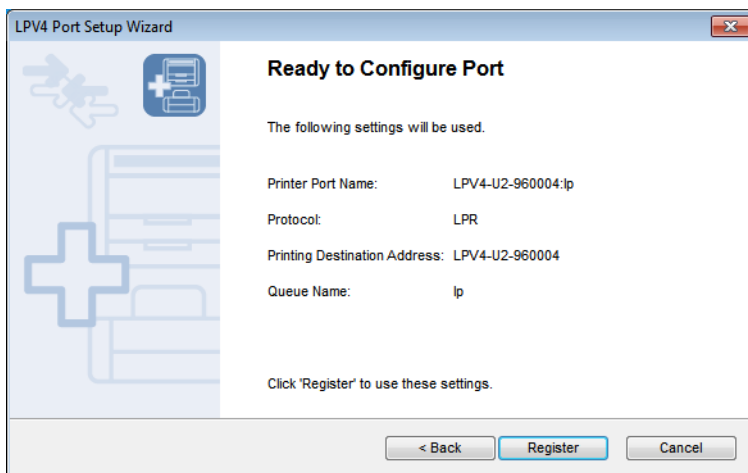 LPV4 Port Setup Wizard
Ready to Configure Port
The following settings will be used.
Printer Port Name: LPV4-U2-960004:lp
Protocol: LPR
Printing Destination Address: LPV4-U2-960004
Queue Name: lp
Click 'Register' to use these settings.
< Back Register Cancel